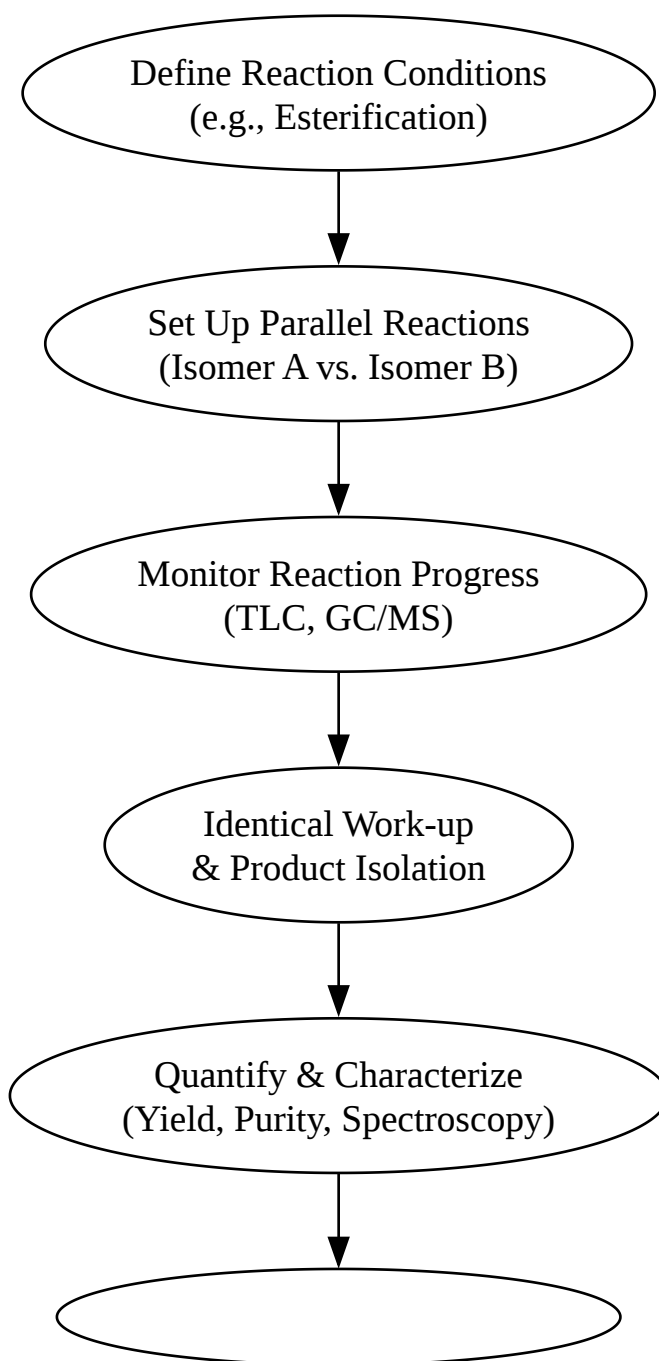 Define Reaction Conditions
(e.g., Esterification)
Set Up Parallel Reactions
(Isomer A vs. Isomer B)
Monitor Reaction Progress
(TLC, GC/MS)
Identical Work-up
& Product Isolation
Quantify & Characterize
(Yield, Purity, Spectroscopy)